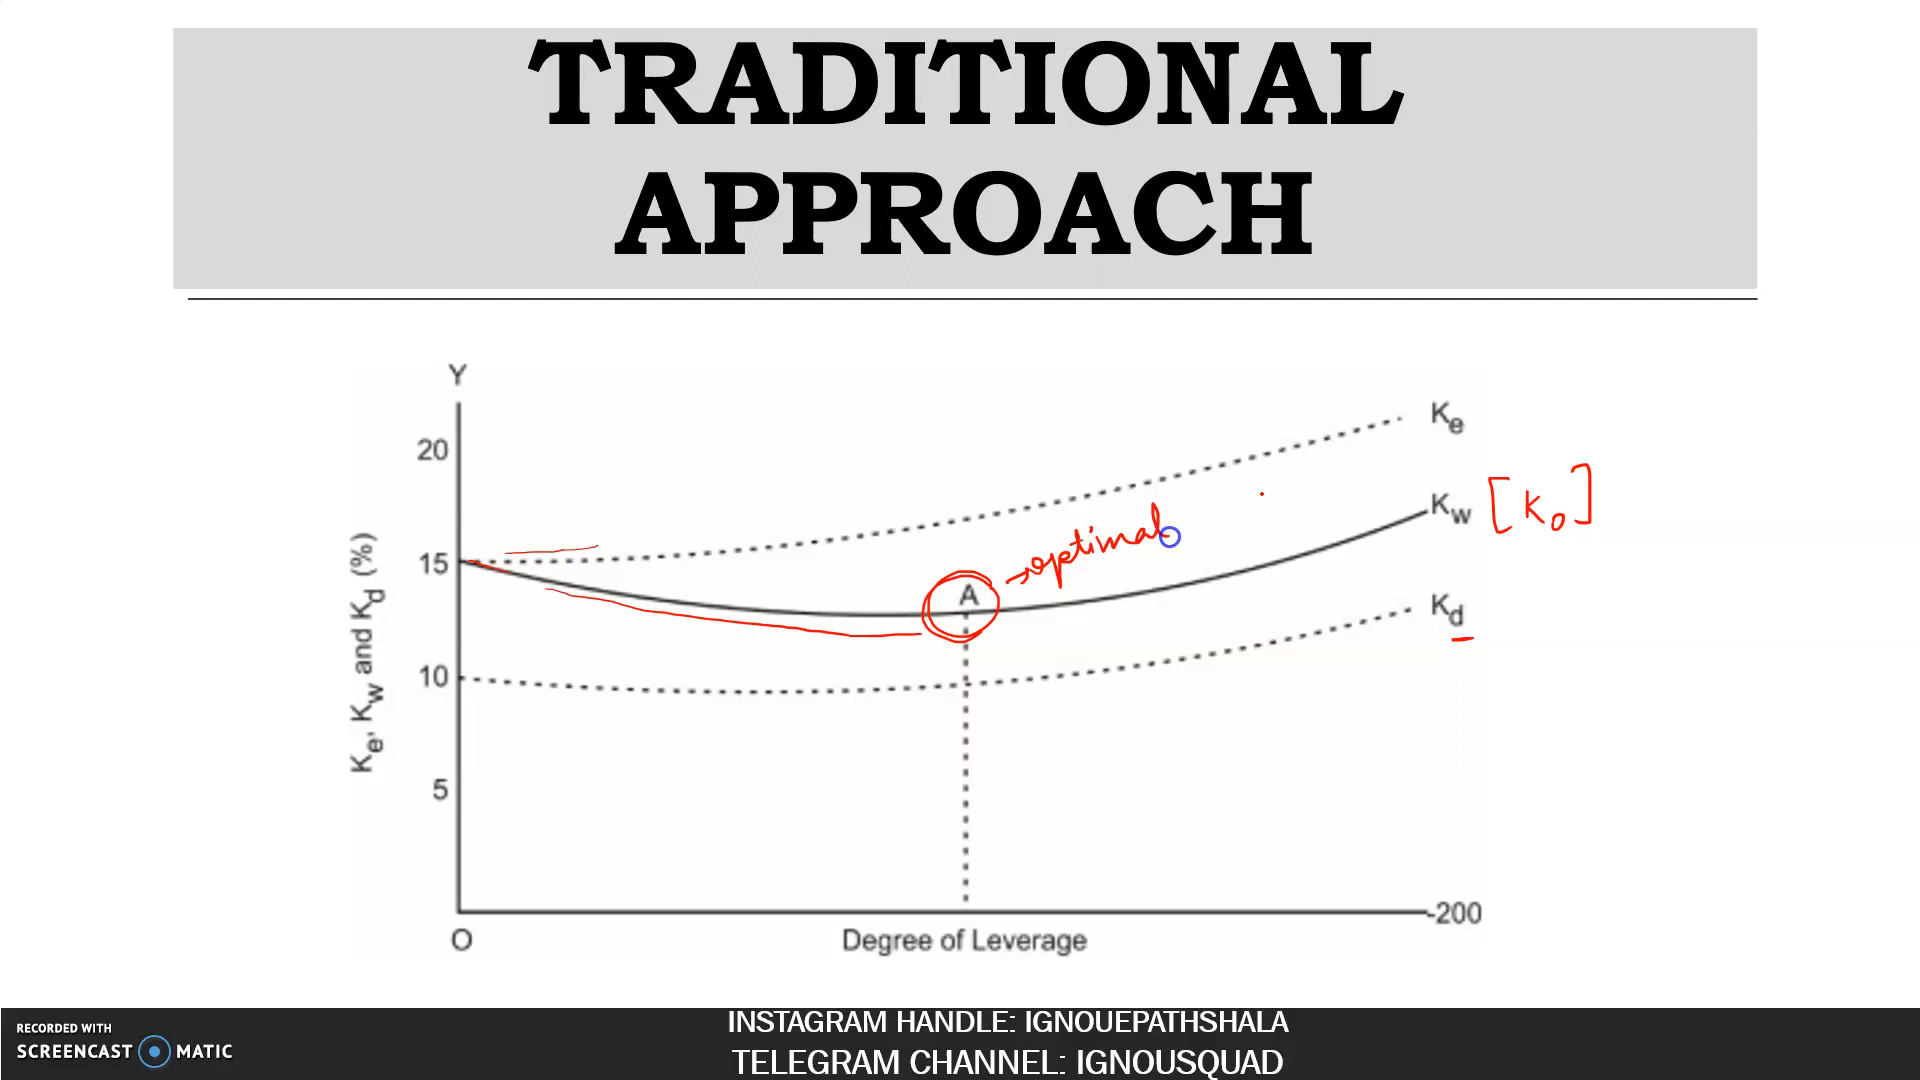 TRADITIONAL
APPROACH
Y
20
15
10
5
Ke, Kw and Kd (%)
Ke
Kw [Ko]
Kd
A → optimal
-200
O
Degree of Leverage
RECORDED WITH
SCREENCAST MATIC
INSTAGRAM HANDLE: IGNOUEPATHSHALA
TELEGRAM CHANNEL: IGNOUSQUAD